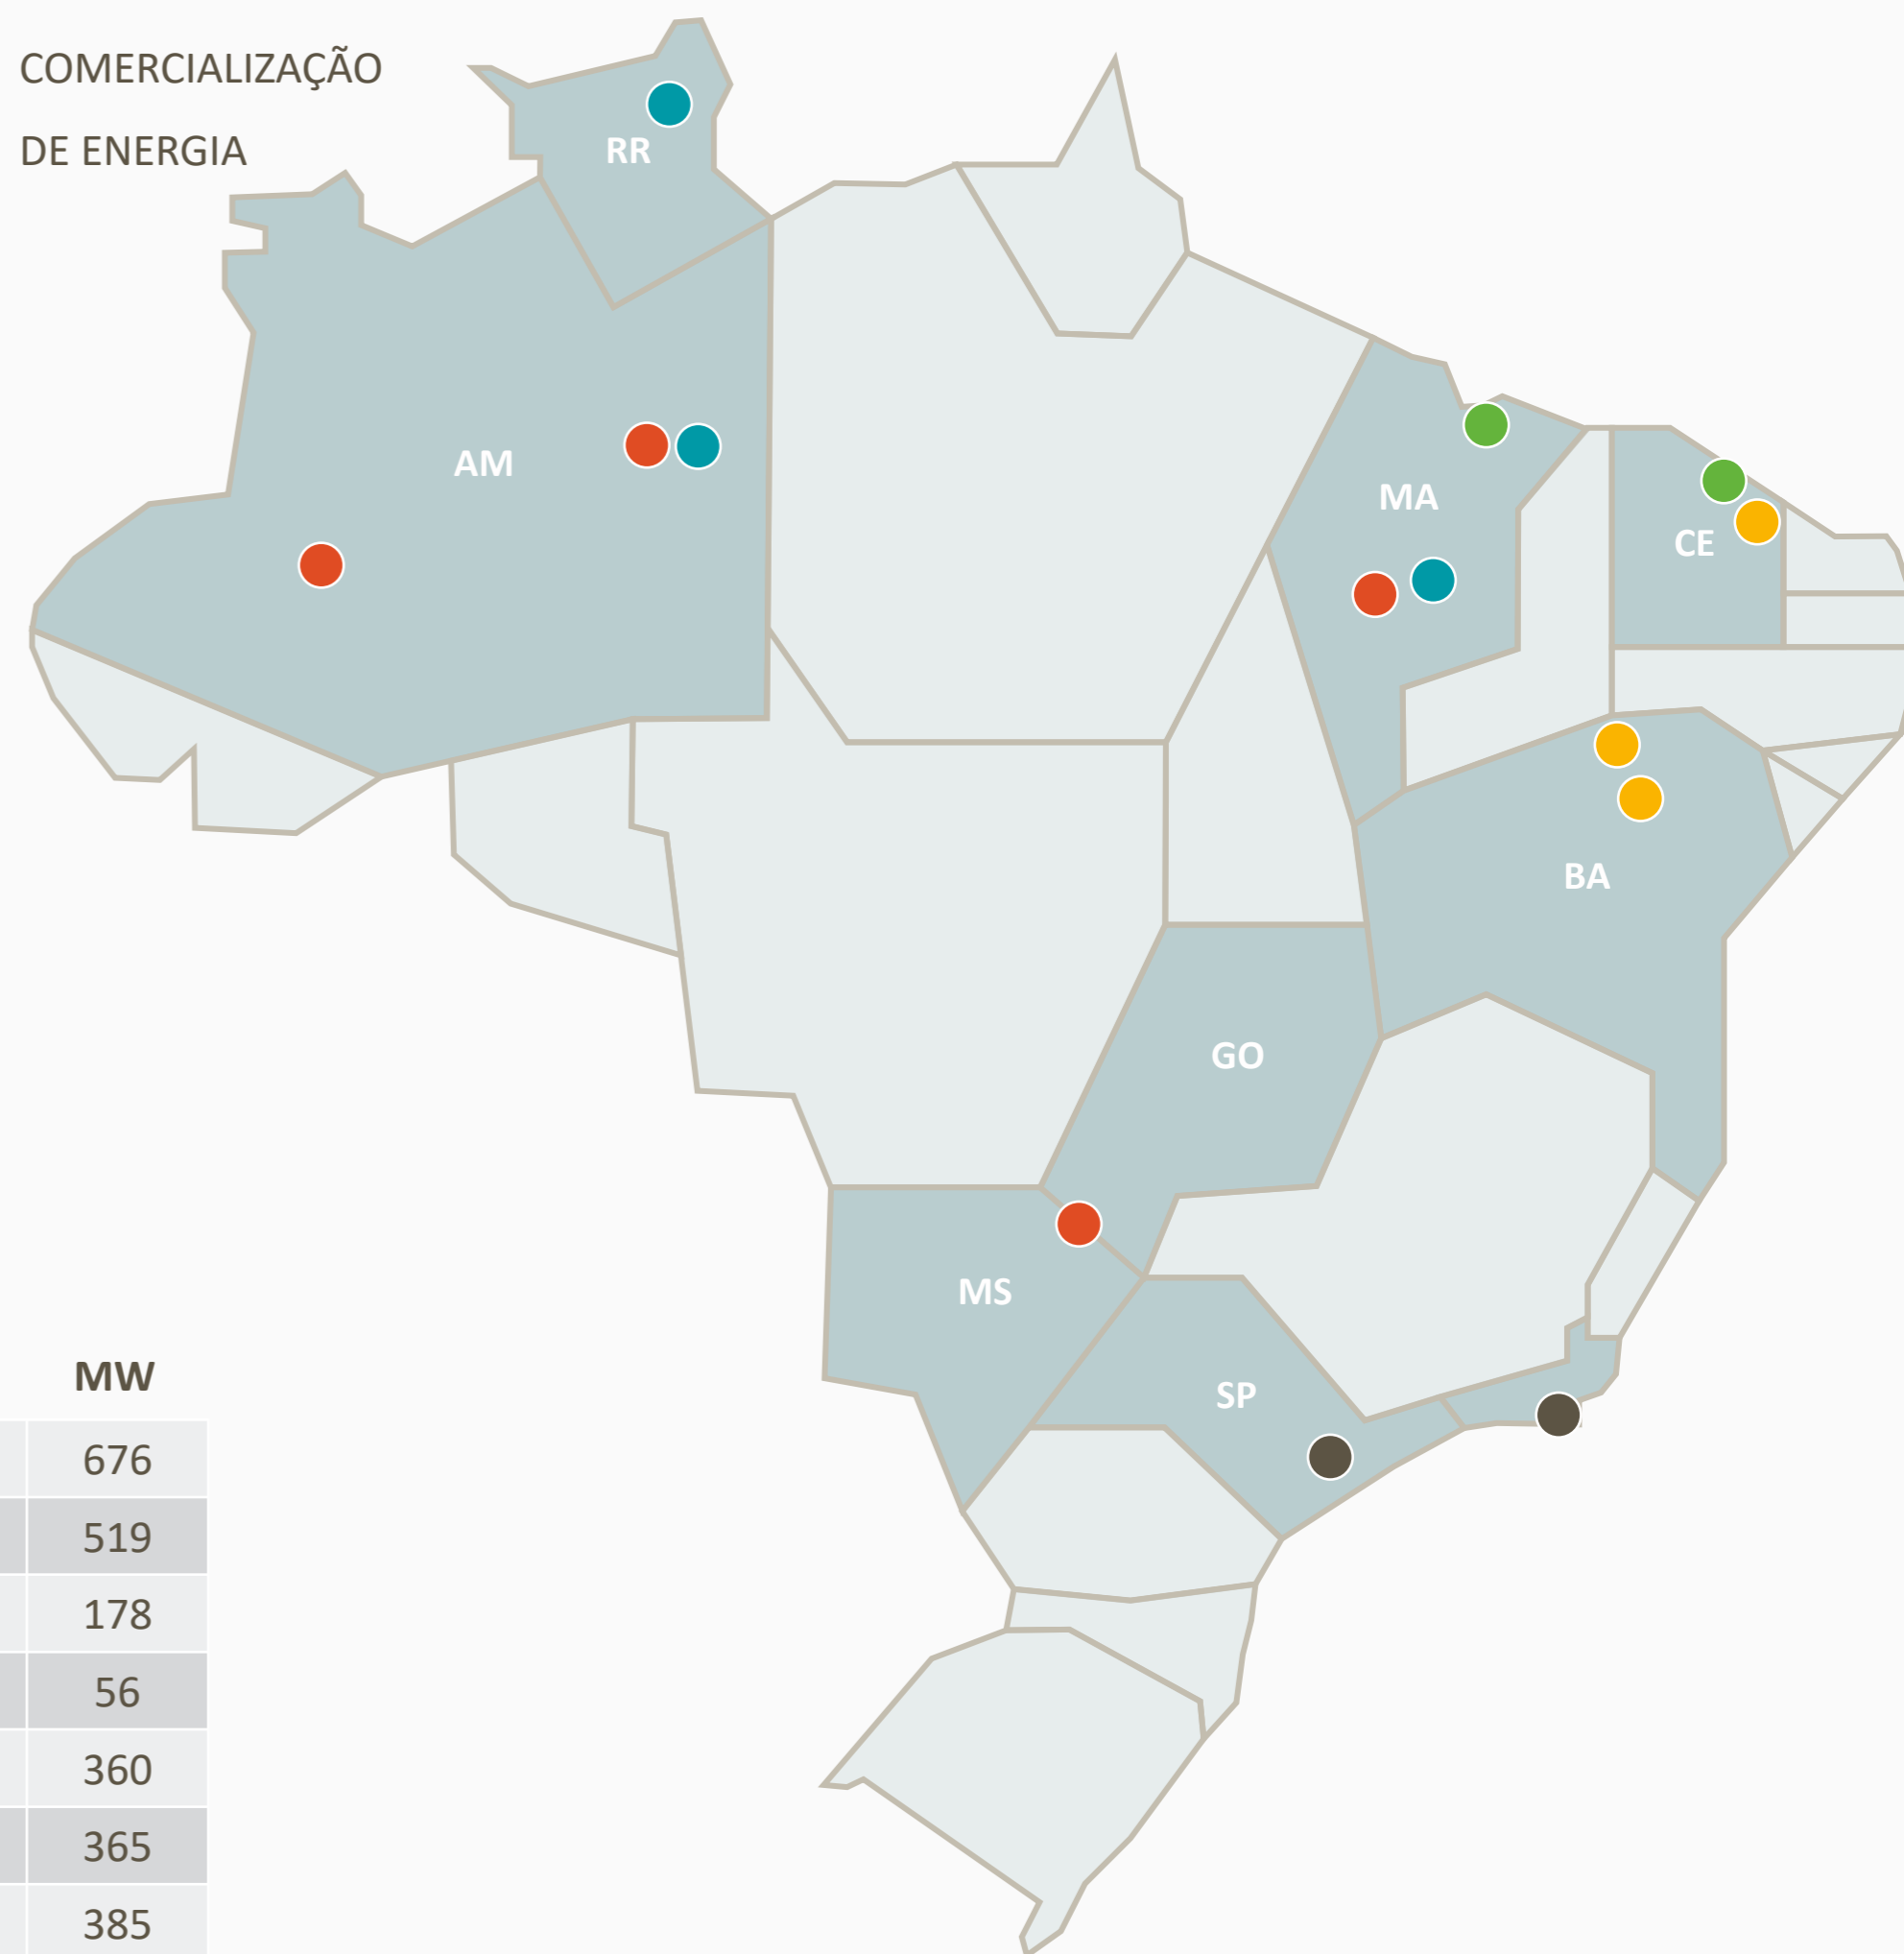 COMERCIALIZAÇÃO
DE ENERGIA
RR
AM
MA
CE
BA
GO
MS
SP
MW
676
519
178
56
360
365
385